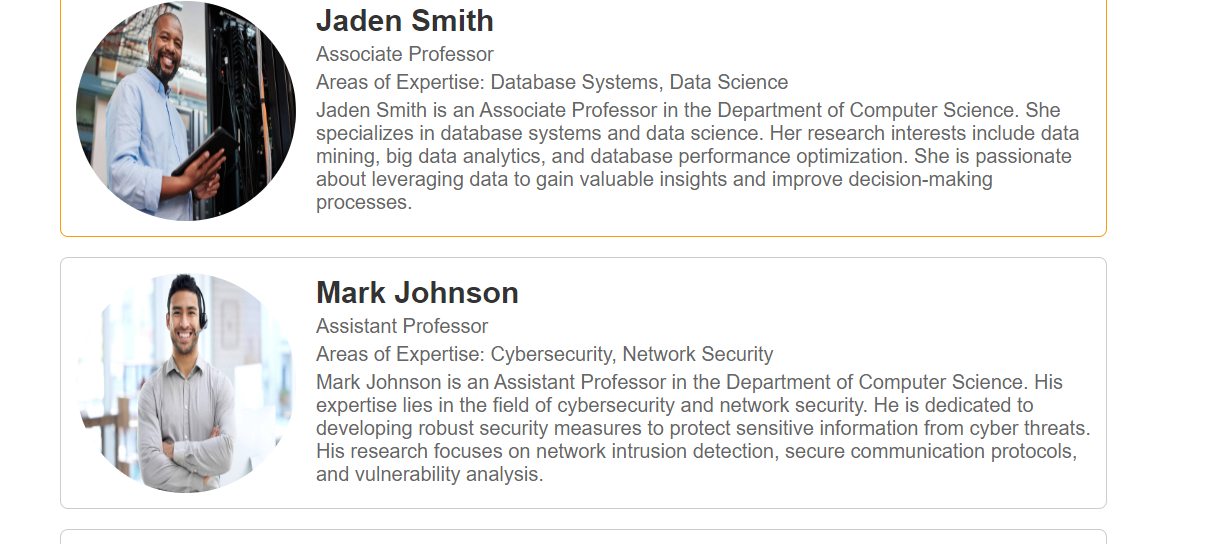 Jaden Smith
Associate Professor
Areas of Expertise: Database Systems, Data Science
Jaden Smith is an Associate Professor in the Department of Computer Science. She
specializes in database systems and data science. Her research interests include data
mining, big data analytics, and database performance optimization. She is passionate
about leveraging data to gain valuable insights and improve decision-making
processes.
Mark Johnson
Assistant Professor
Areas of Expertise: Cybersecurity, Network Security
Mark Johnson is an Assistant Professor in the Department of Computer Science. His
expertise lies in the field of cybersecurity and network security. He is dedicated to
developing robust security measures to protect sensitive information from cyber threats.
His research focuses on network intrusion detection, secure communication protocols,
and vulnerability analysis.